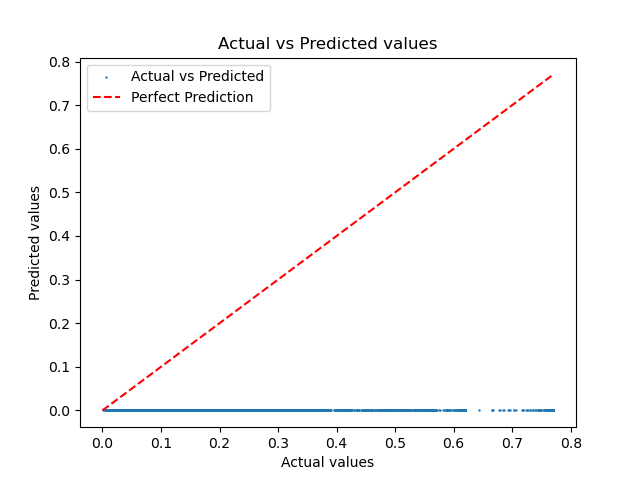 Actual vs Predicted values
Actual vs Predicted
Perfect Prediction
Predicted values
0.8
0.7
0.6
0.5
0.4
0.3
0.2
0.1
0.0
0.0 0.1 0.2 0.3 0.4 0.5 0.6 0.7 0.8
Actual values